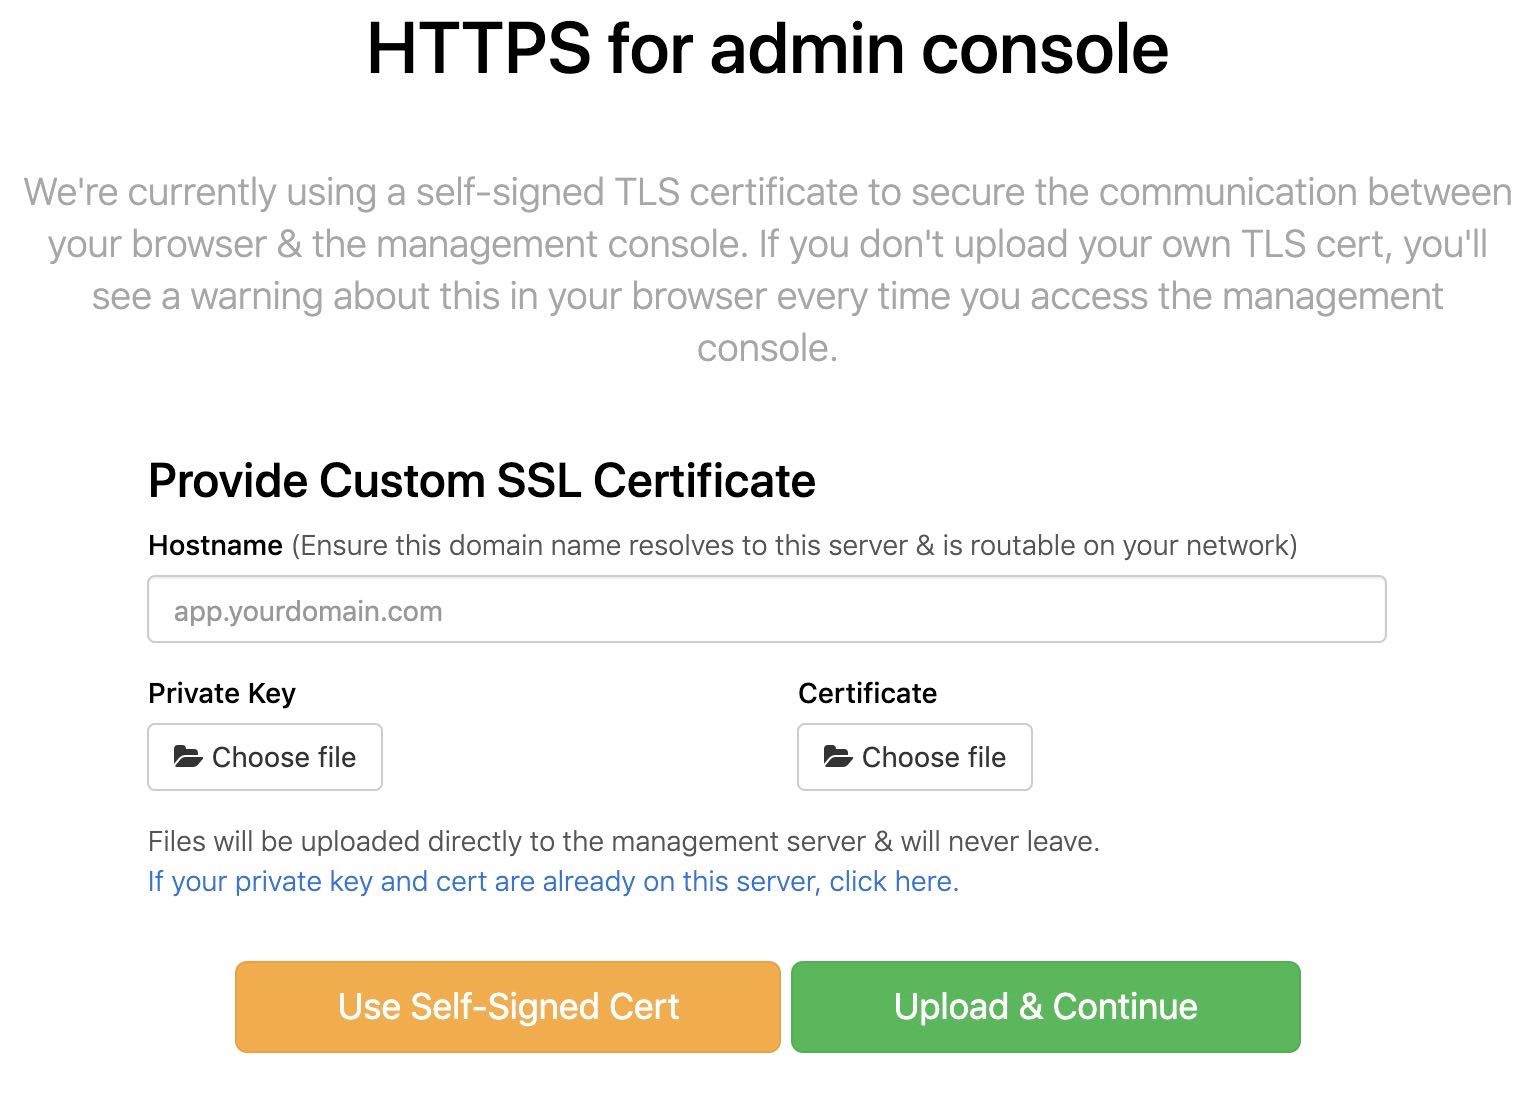 HTTPS for admin console
We're currently using a self-signed TLS certificate to secure the communication between
your browser & the management console. If you don't upload your own TLS cert, you'll
see a warning about this in your browser every time you access the management
console.
Provide Custom SSL Certificate
Hostname (Ensure this domain name resolves to this server & is routable on your network)
app.yourdomain.com
Private Key Certificate
Choose file Choose file
Files will be uploaded directly to the management server & will never leave.
If your private key and cert are already on this server, click here.
Use Self-Signed Cert Upload & Continue